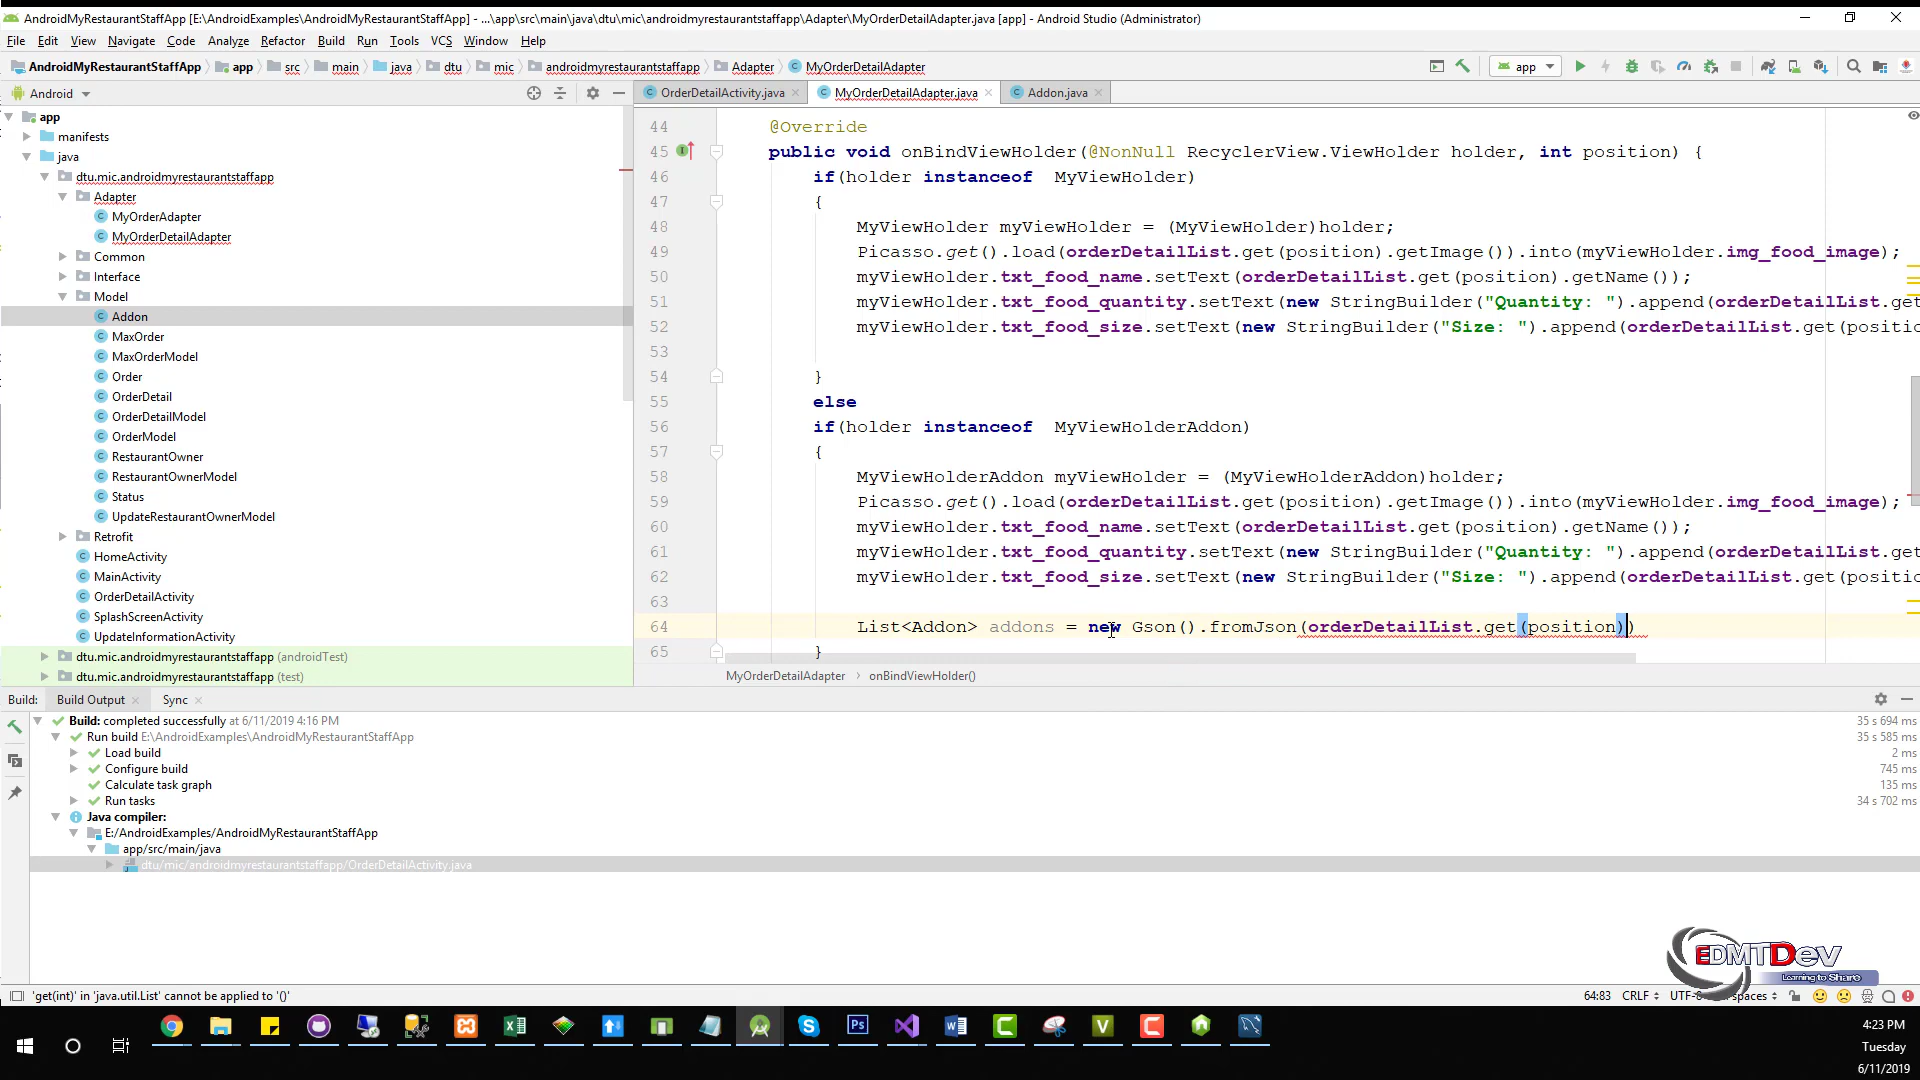 AndroidMyRestaurantStaffApp [E:\AndroidExamples\AndroidMyRestaurantStaffApp] - ...\app\src\main\java\dtu\mic\androidmyrestaurantstaffapp\Adapter\MyOrderDetailAdapter.java [app] - Android Studio (Administrator)
File Edit View Navigate Code Analyze Refactor Build Run Tools VCS Window Help
AndroidMyRestaurantStaffApp app src main java dtu mic androidmyrestaurantstaffapp Adapter MyOrderDetailAdapter app
Android OrderDetailActivity.java MyOrderDetailAdapter.java Addon.java
app
manifests
java
dtu.mic.androidmyrestaurantstaffapp
Adapter
MyOrderAdapter
MyOrderDetailAdapter
Common
Interface
Model
Addon
MaxOrder
MaxOrderModel
Order
OrderDetail
OrderDetailModel
OrderModel
RestaurantOwner
RestaurantOwnerModel
Status
UpdateRestaurantOwnerModel
Retrofit
HomeActivity
MainActivity
OrderDetailActivity
SplashScreenActivity
UpdateInformationActivity
dtu.mic.androidmyrestaurantstaffapp (androidTest)
dtu.mic.androidmyrestaurantstaffapp (test)
44 @Override
45 public void onBindViewHolder(@NonNull RecyclerView.ViewHolder holder, int position) {
46 if(holder instanceof  MyViewHolder)
47 {
48 MyViewHolder myViewHolder = (MyViewHolder)holder;
49 Picasso.get().load(orderDetailList.get(position).getImage()).into(myViewHolder.img_food_image);
50 myViewHolder.txt_food_name.setText(orderDetailList.get(position).getName());
51 myViewHolder.txt_food_quantity.setText(new StringBuilder("Quantity: ").append(orderDetailList.get
52 myViewHolder.txt_food_size.setText(new StringBuilder("Size: ").append(orderDetailList.get(positio
53
54 }
55 else
56 if(holder instanceof  MyViewHolderAddon)
57 {
58 MyViewHolderAddon myViewHolder = (MyViewHolderAddon)holder;
59 Picasso.get().load(orderDetailList.get(position).getImage()).into(myViewHolder.img_food_image);
60 myViewHolder.txt_food_name.setText(orderDetailList.get(position).getName());
61 myViewHolder.txt_food_quantity.setText(new StringBuilder("Quantity: ").append(orderDetailList.get
62 myViewHolder.txt_food_size.setText(new StringBuilder("Size: ").append(orderDetailList.get(positio
63
64 List<Addon> addons = new Gson().fromJson(orderDetailList.get(position))
65 }
MyOrderDetailAdapter › onBindViewHolder()
Build: Build Output Sync
Build: completed successfully at 6/11/2019 4:16 PM 35 s 694 ms
Run build E:\AndroidExamples\AndroidMyRestaurantStaffApp 35 s 585 ms
Load build 2 ms
Configure build 745 ms
Calculate task graph 135 ms
Run tasks 34 s 702 ms
Java compiler:
E:/AndroidExamples/AndroidMyRestaurantStaffApp
app/src/main/java
dtu/mic/androidmyrestaurantstaffapp/OrderDetailActivity.java
EDMTDev
Learning to Share
'get(int)' in 'java.util.List' cannot be applied to '()' 64:83 CRLF spaces
4:23 PM
Tuesday
6/11/2019